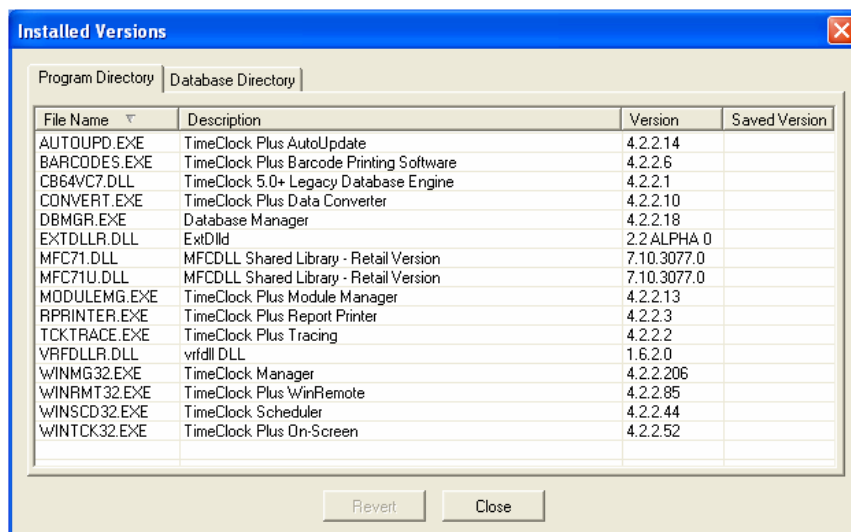 Installed Versions
Program Directory Database Directory
File Name Description Version Saved Version
AUTOUPD.EXE TimeClock Plus AutoUpdate 4.2.2.14
BARCODES.EXE TimeClock Plus Barcode Printing Software 4.2.2.6
CB64VC7.DLL TimeClock 5.0+ Legacy Database Engine 4.2.2.1
CONVERT.EXE TimeClock Plus Data Converter 4.2.2.10
DBMGR.EXE Database Manager 4.2.2.18
EXTDLLR.DLL ExtDlld 2.2 ALPHA 0
MFC71.DLL MFCDLL Shared Library - Retail Version 7.10.3077.0
MFC71U.DLL MFCDLL Shared Library - Retail Version 7.10.3077.0
MODULEMG.EXE TimeClock Plus Module Manager 4.2.2.13
RPRINTER.EXE TimeClock Plus Report Printer 4.2.2.3
TCKTRACE.EXE TimeClock Plus Tracing 4.2.2.2
VRFDLLR.DLL vrfdll DLL 1.6.2.0
WINMG32.EXE TimeClock Manager 4.2.2.206
WINRMT32.EXE TimeClock Plus WinRemote 4.2.2.85
WINSCD32.EXE TimeClock Scheduler 4.2.2.44
WINTCK32.EXE TimeClock Plus On-Screen 4.2.2.52
Revert Close